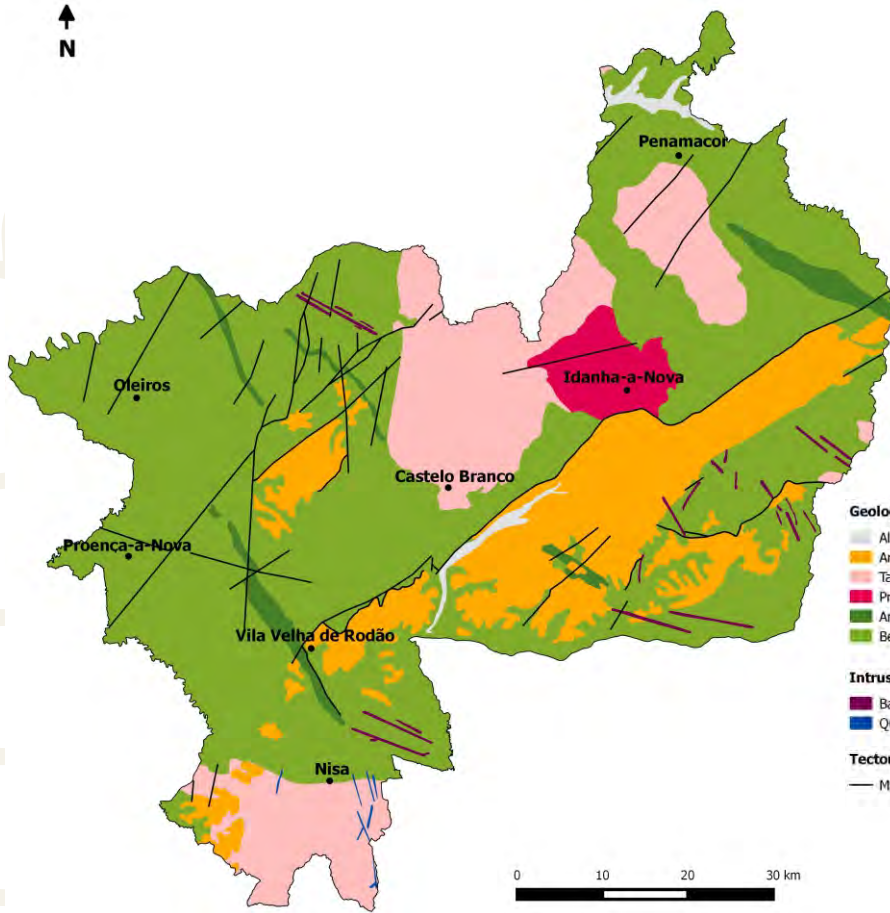 N
Penamacor
Oleiros
Idanha-a-Nova
Castelo Branco
Proença-a-Nova
Vila Velha de Rodão
Nisa
Geolo
Al
Ar
Ta
Pr
Ar
Be
Intrus
Ba
Q
Tecto
M
0 10 20 30 km